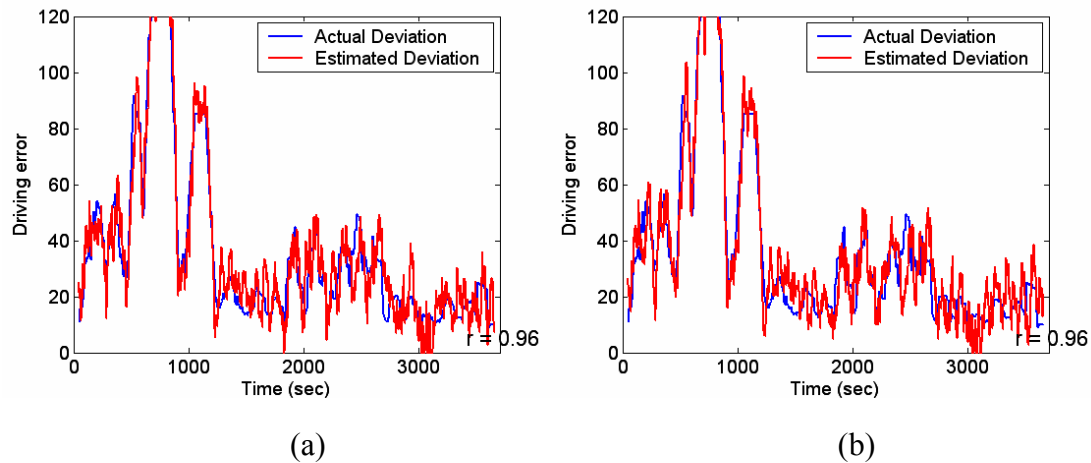 120
100
80
60
40
20
0
Driving error
Actual Deviation
Estimated Deviation
r = 0.96
0 1000 2000 3000
Time (sec)
(a)
120
100
80
60
40
20
0
Driving error
Actual Deviation
Estimated Deviation
r = 0.96
0 1000 2000 3000
Time (sec)
(b)